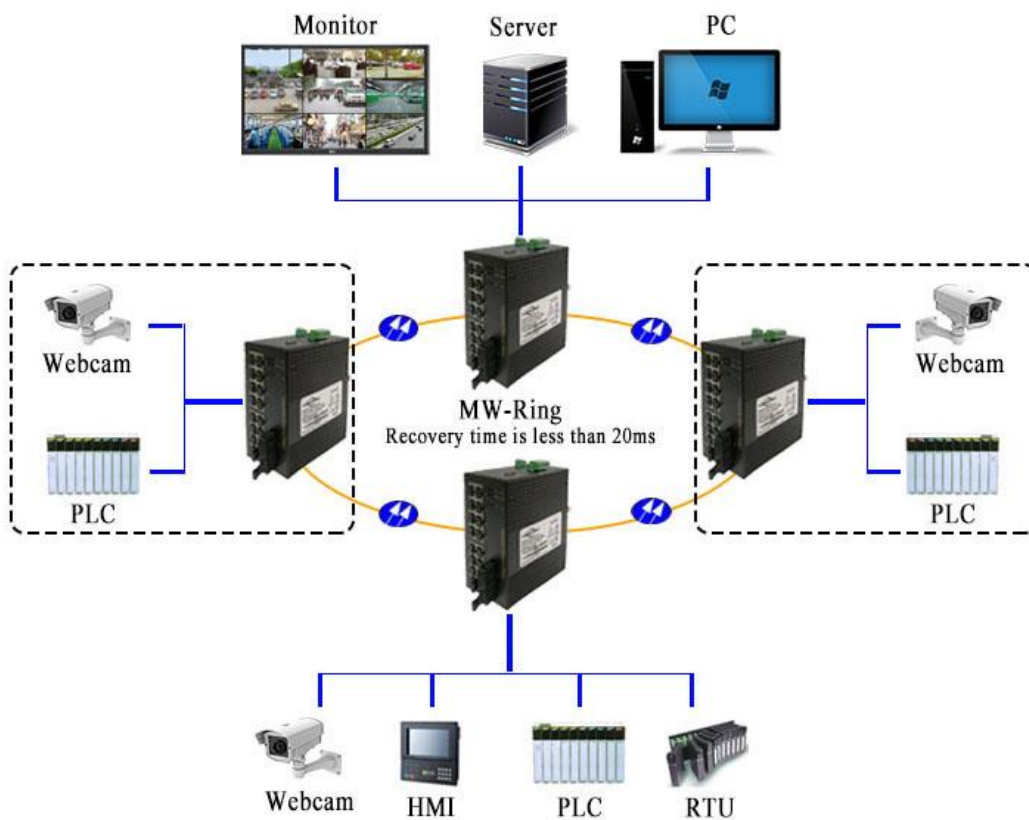 Monitor
Server
PC
Webcam
Webcam
MW-Ring
Recovery time is less than 20ms
PLC
PLC
Webcam
HMI
PLC
RTU